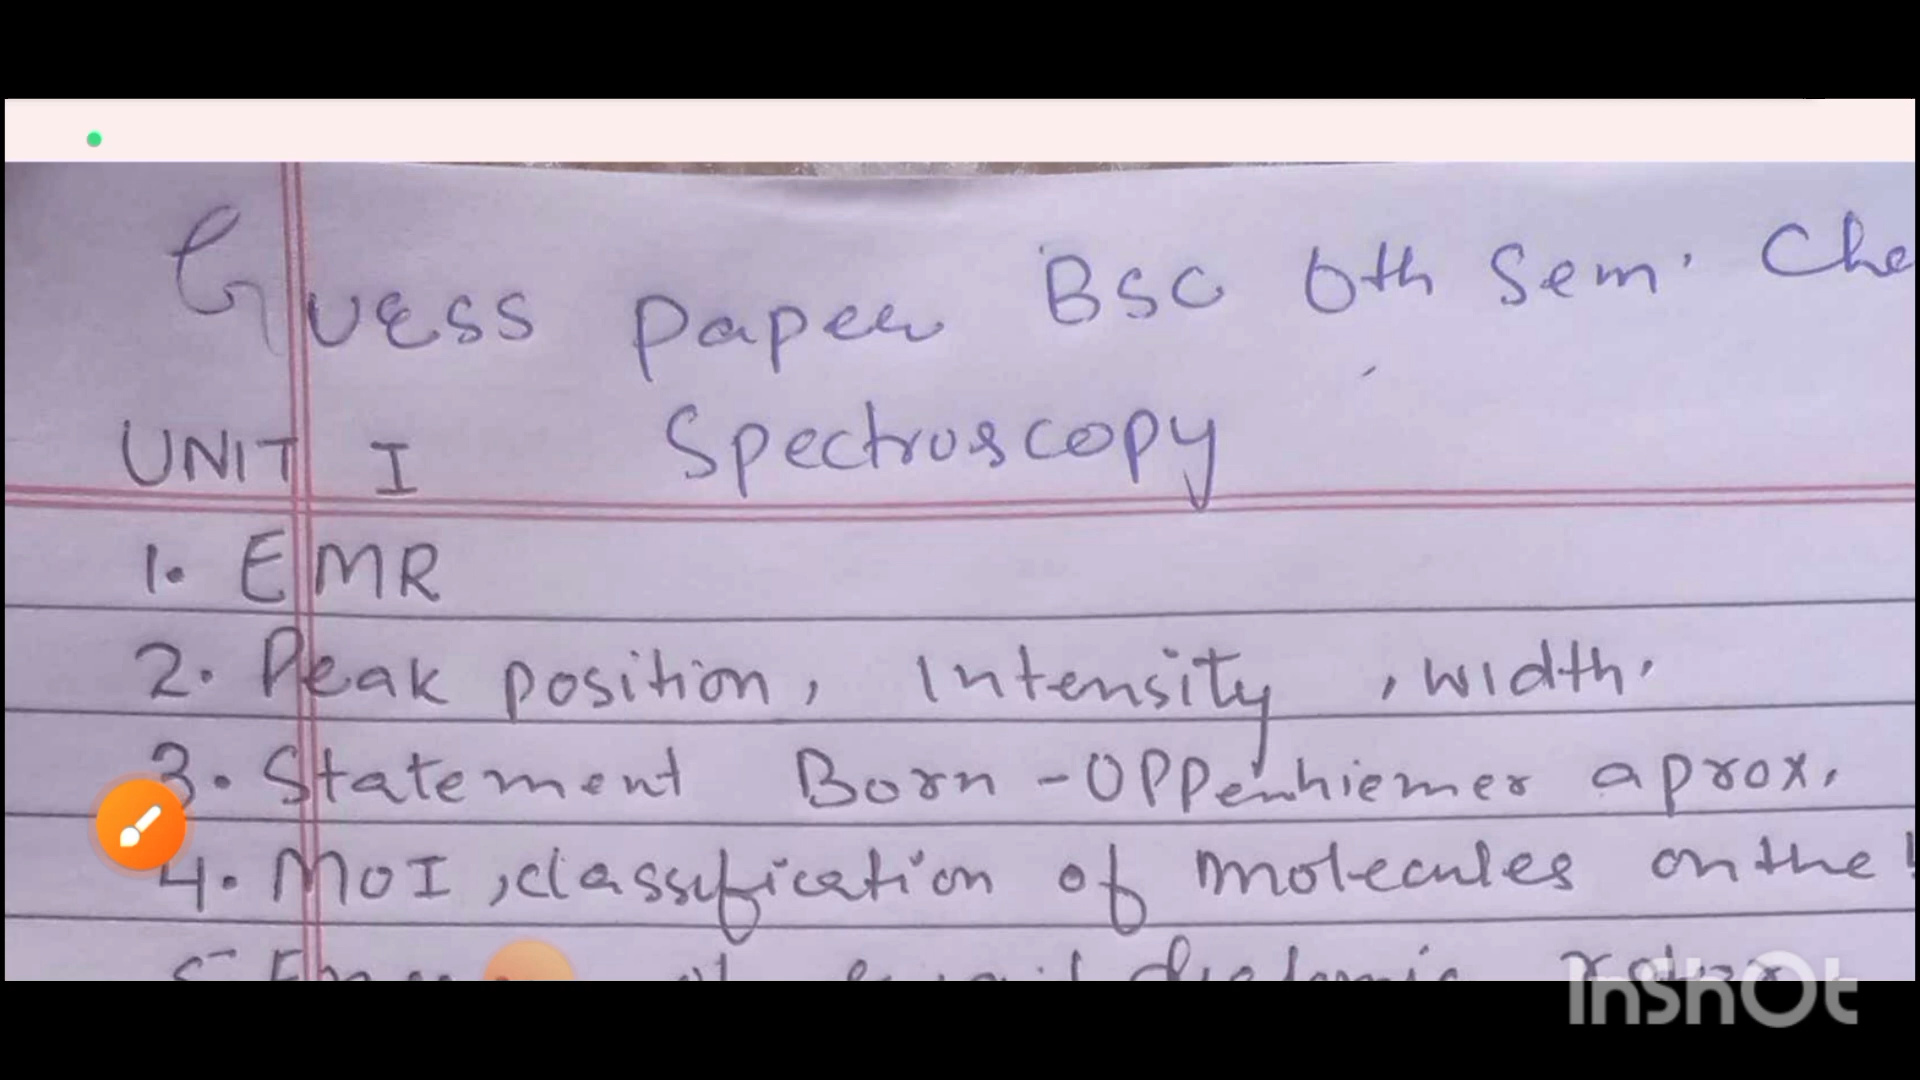 Guess paper BSC 6th Sem. Che
UNIT I Spectroscopy
1. EMR
2. Peak position, Intensity, width.
3. Statement Born-Oppenhiemer aprox.
4. MOI, classification of molecules on the
diatomic
InShOt